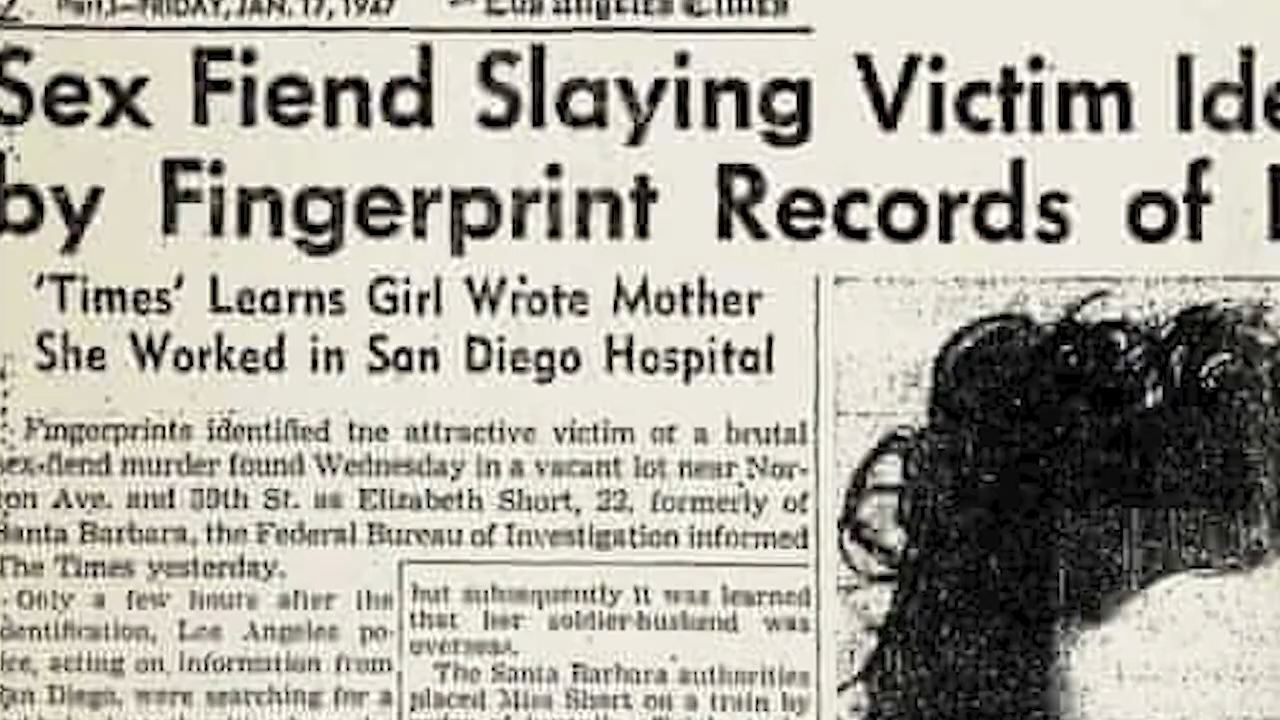 2 Part I—FRIDAY, JAN. 17, 1947 — Los Angeles Times
Sex Fiend Slaying Victim Ide
by Fingerprint Records of
'Times' Learns Girl Wrote Mother
She Worked in San Diego Hospital
Fingerprints identified the attractive victim of a brutal
sex-fiend murder found Wednesday in a vacant lot near Nor-
ton Ave. and 39th St. as Elizabeth Short, 22, formerly of
Santa Barbara, the Federal Bureau of Investigation informed
The Times yesterday.
Only a few hours after the
dentification, Los Angeles po-
ice, acting on information from
San Diego, were searching for a
but subsequently it was learned
that her soldier-husband was
overseas.
The Santa Barbara authorities
placed Miss Short on a train by